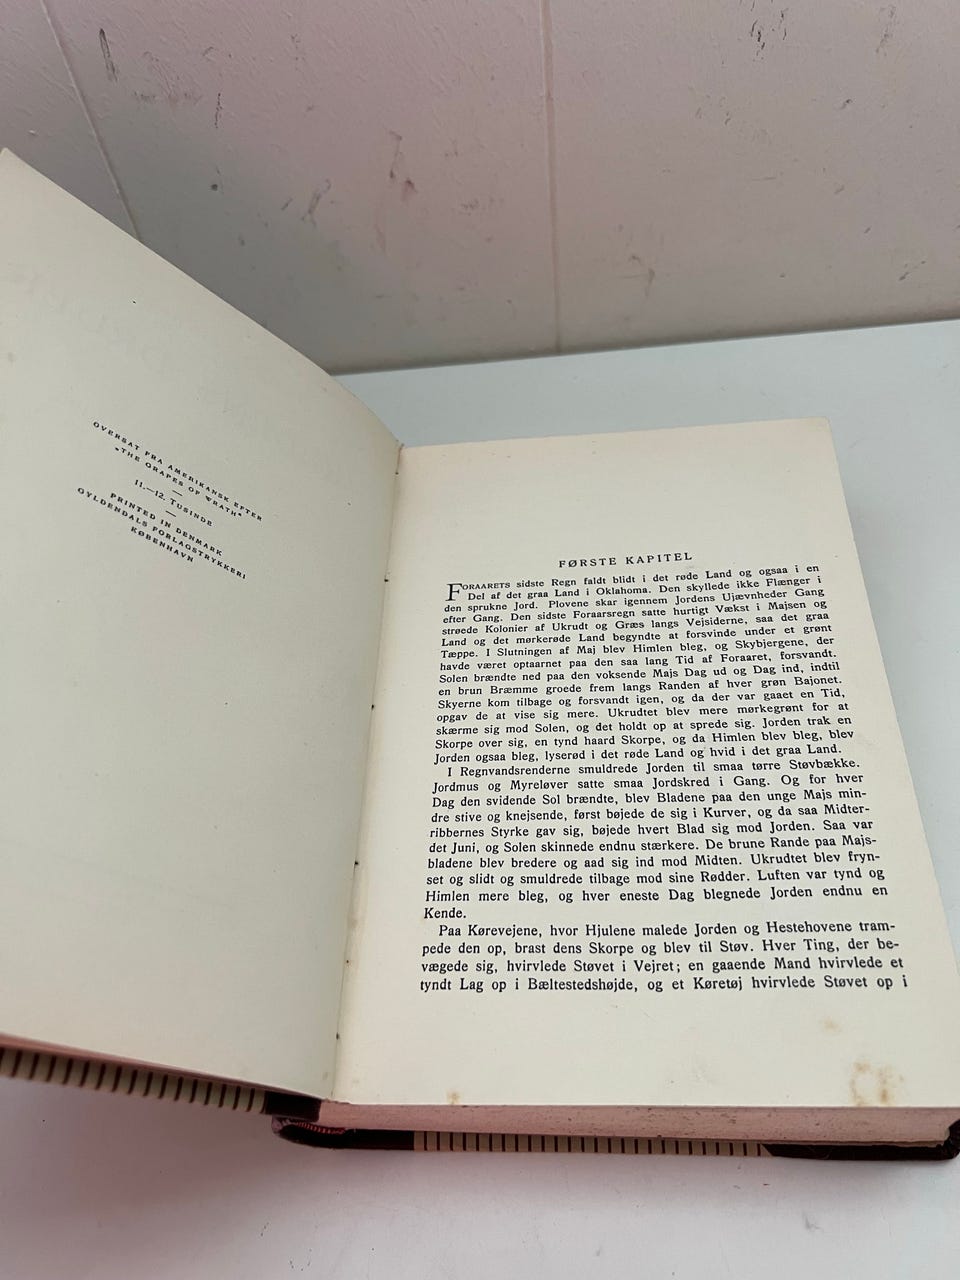 OVERSAT FRA AMERIKANSK EFTER
»THE GRAPES OF WRATH«
—
11.—12. TUSINDE
—
PRINTED IN DENMARK
GYLDENDALS FORLAGSTRYKKERI
KØBENHAVN
FØRSTE KAPITEL
FORAARETS sidste Regn faldt blidt i det røde Land og ogsaa i en
Del af det graa Land i Oklahoma. Den skyllede ikke Flænger i
den sprukne Jord. Plovene skar igennem Jordens Ujævnheder Gang
efter Gang. Den sidste Foraarsregn satte hurtigt Vækst i Majsen og
strøede Kolonier af Ukrudt og Græs langs Vejsiderne, saa det graa
Land og det mørkerøde Land begyndte at forsvinde under et grønt
Tæppe. I Slutningen af Maj blev Himlen bleg, og Skybjergene, der
havde været optaarnet paa den saa lang Tid af Foraaret, forsvandt.
Solen brændte ned paa den voksende Majs Dag ud og Dag ind, indtil
en brun Bræmme groede frem langs Randen af hver grøn Bajonet.
Skyerne kom tilbage og forsvandt igen, og da der var gaaet en Tid,
opgav de at vise sig mere. Ukrudtet blev mere mørkegrønt for at
skærme sig mod Solen, og det holdt op at sprede sig. Jorden trak en
Skorpe over sig, en tynd haard Skorpe, og da Himlen blev bleg, blev
Jorden ogsaa bleg, lyserød i det røde Land og hvid i det graa Land.
I Regnvandsrenderne smuldrede Jorden til smaa tørre Støvbække.
Jordmus og Myreløver satte smaa Jordskred i Gang. Og for hver
Dag den svidende Sol brændte, blev Bladene paa den unge Majs min-
dre stive og knejsende, først bøjede de sig i Kurver, og da saa Midter-
ribbernes Styrke gav sig, bøjede hvert Blad sig mod Jorden. Saa var
det Juni, og Solen skinnede endnu stærkere. De brune Rande paa Majs-
bladene blev bredere og aad sig ind mod Midten. Ukrudtet blev fryn-
set og slidt og smuldrede tilbage mod sine Rødder. Luften var tynd og
Himlen mere bleg, og hver eneste Dag blegnede Jorden endnu en
Kende.
Paa Kørevejene, hvor Hjulene malede Jorden og Hestehovene tram-
pede den op, brast dens Skorpe og blev til Støv. Hver Ting, der be-
vægede sig, hvirvlede Støvet i Vejret; en gaaende Mand hvirvlede et
tyndt Lag op i Bæltestedshøjde, og et Køretøj hvirvlede Støvet op i